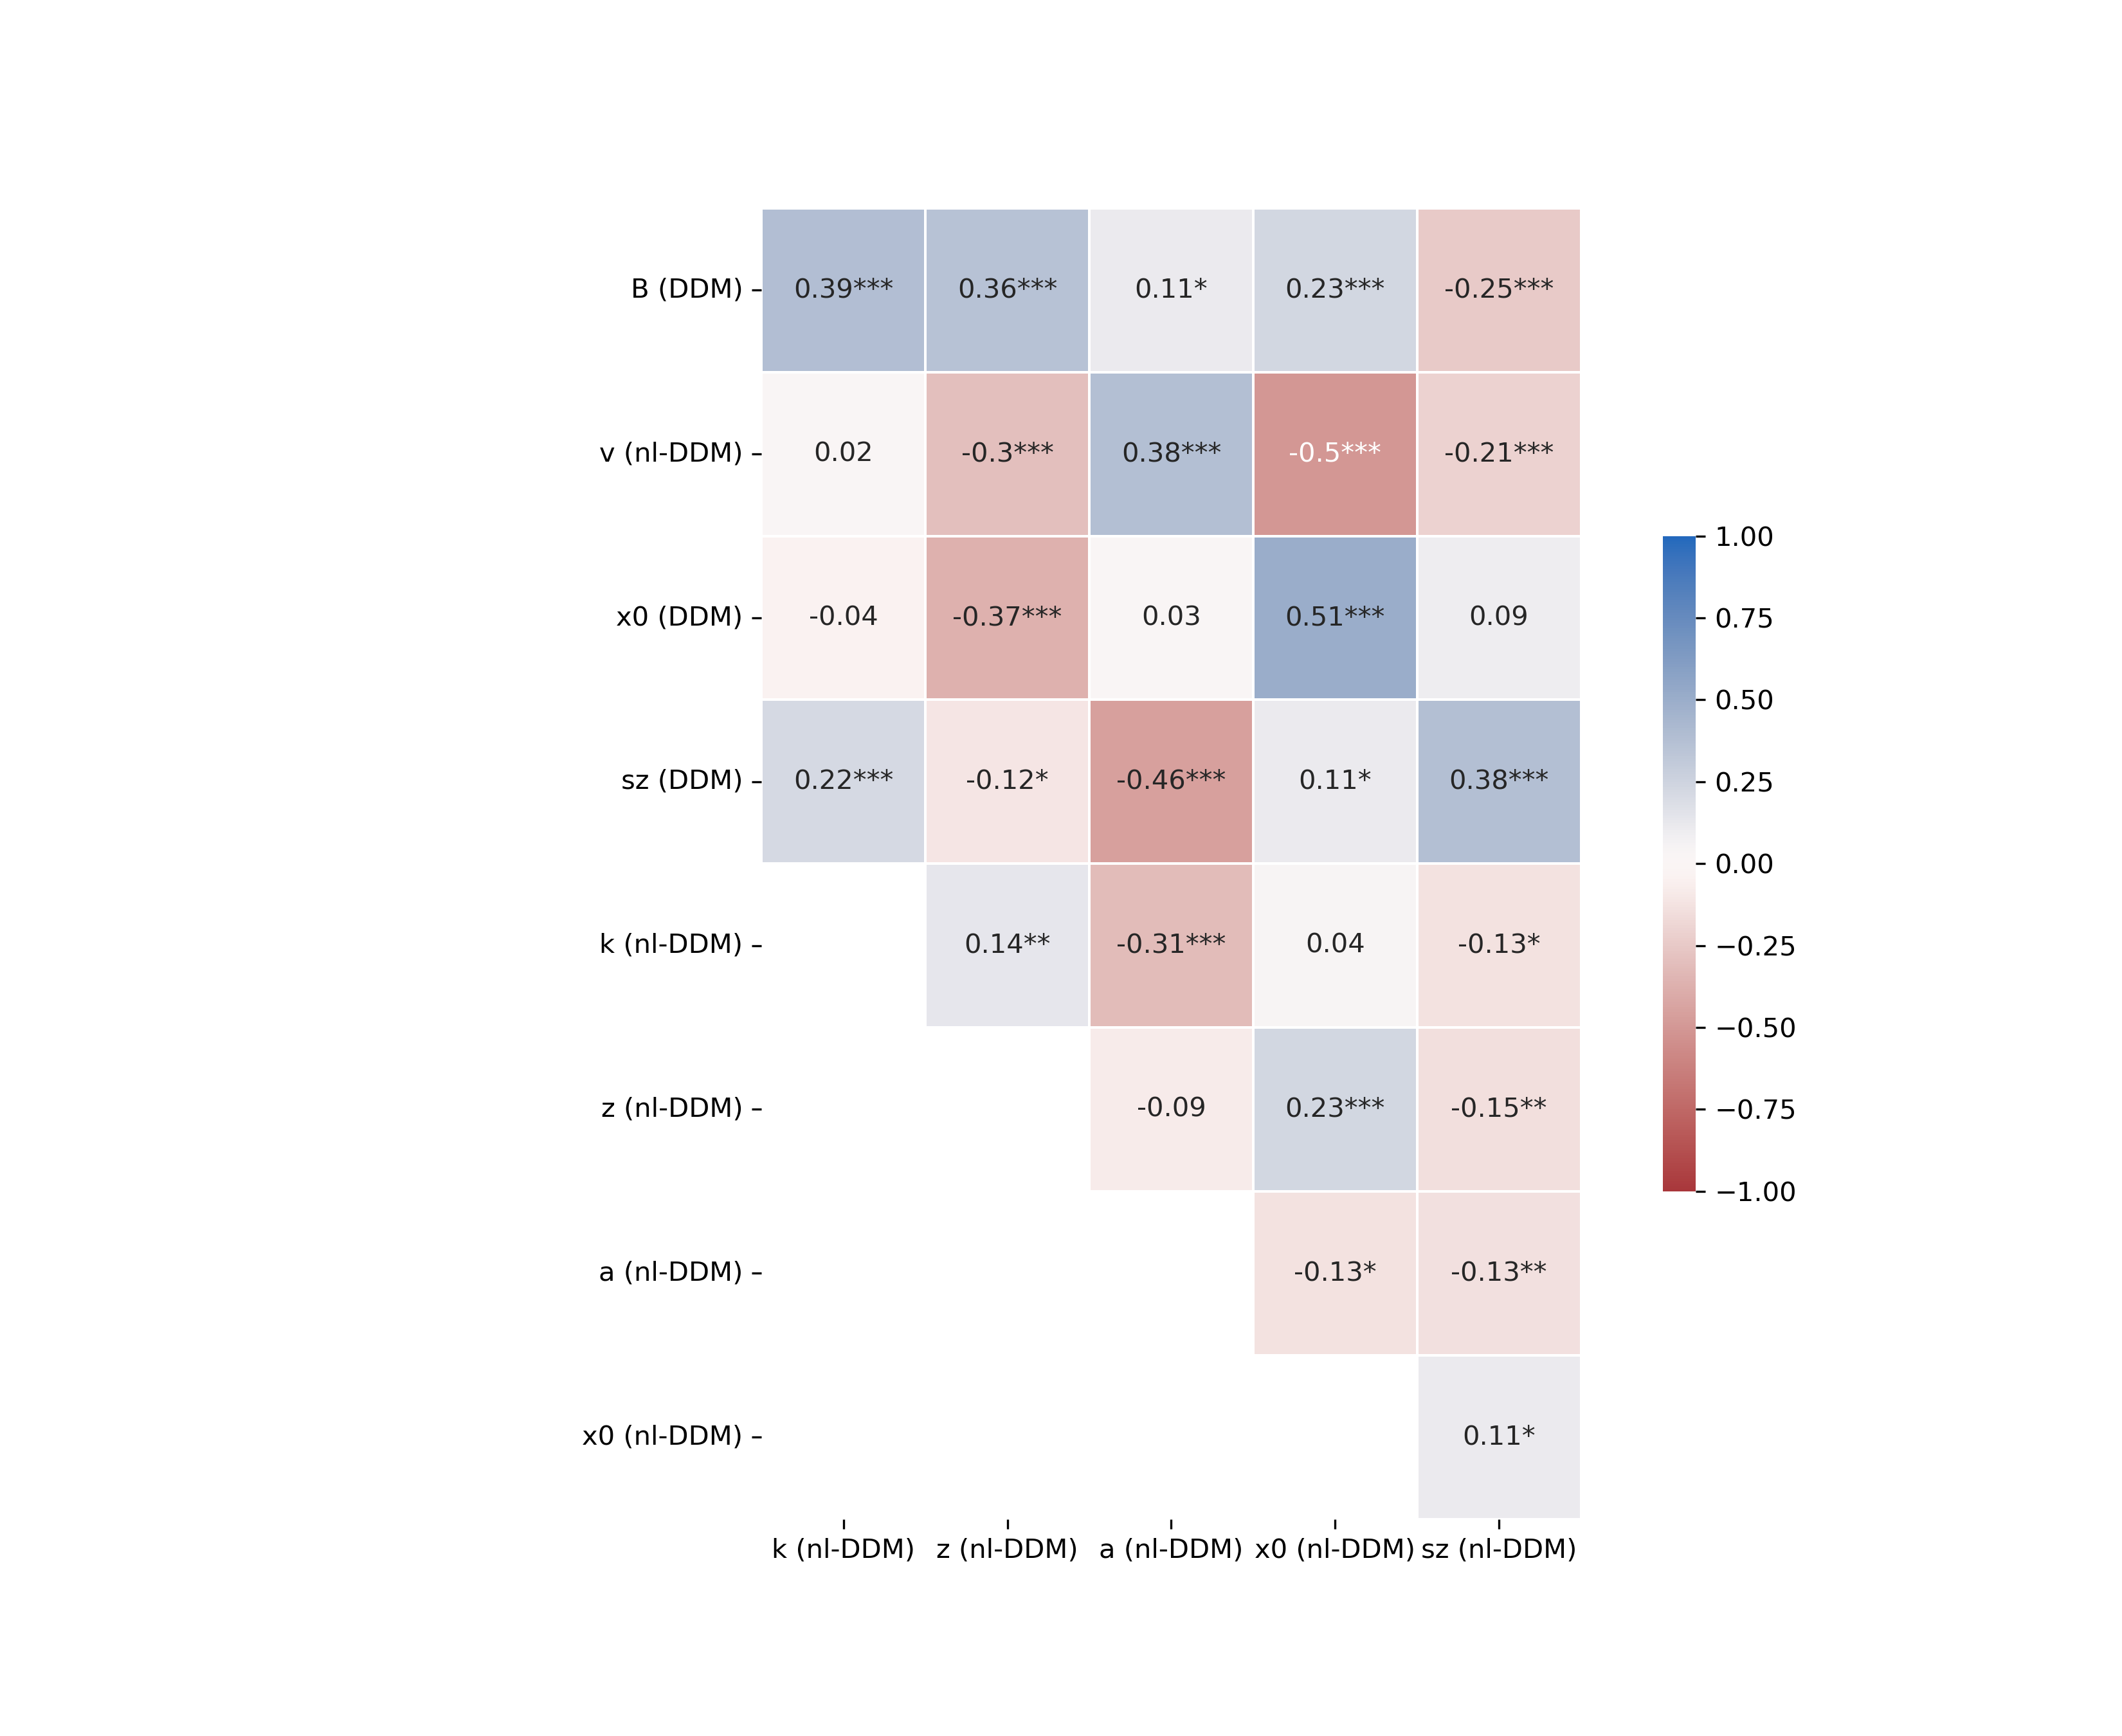 B (DDM) 0.39*** 0.36*** 0.11* 0.23*** -0.25***
v (nl-DDM) 0.02 -0.3*** 0.38*** -0.5*** -0.21***
x0 (DDM) -0.04 -0.37*** 0.03 0.51*** 0.09
sz (DDM) 0.22*** -0.12* -0.46*** 0.11* 0.38***
k (nl-DDM) 0.14** -0.31*** 0.04 -0.13*
z (nl-DDM) -0.09 0.23*** -0.15**
a (nl-DDM) -0.13* -0.13**
x0 (nl-DDM) 0.11*
k (nl-DDM) z (nl-DDM) a (nl-DDM) x0 (nl-DDM) sz (nl-DDM)
1.00
0.75
0.50
0.25
0.00
−0.25
−0.50
−0.75
−1.00